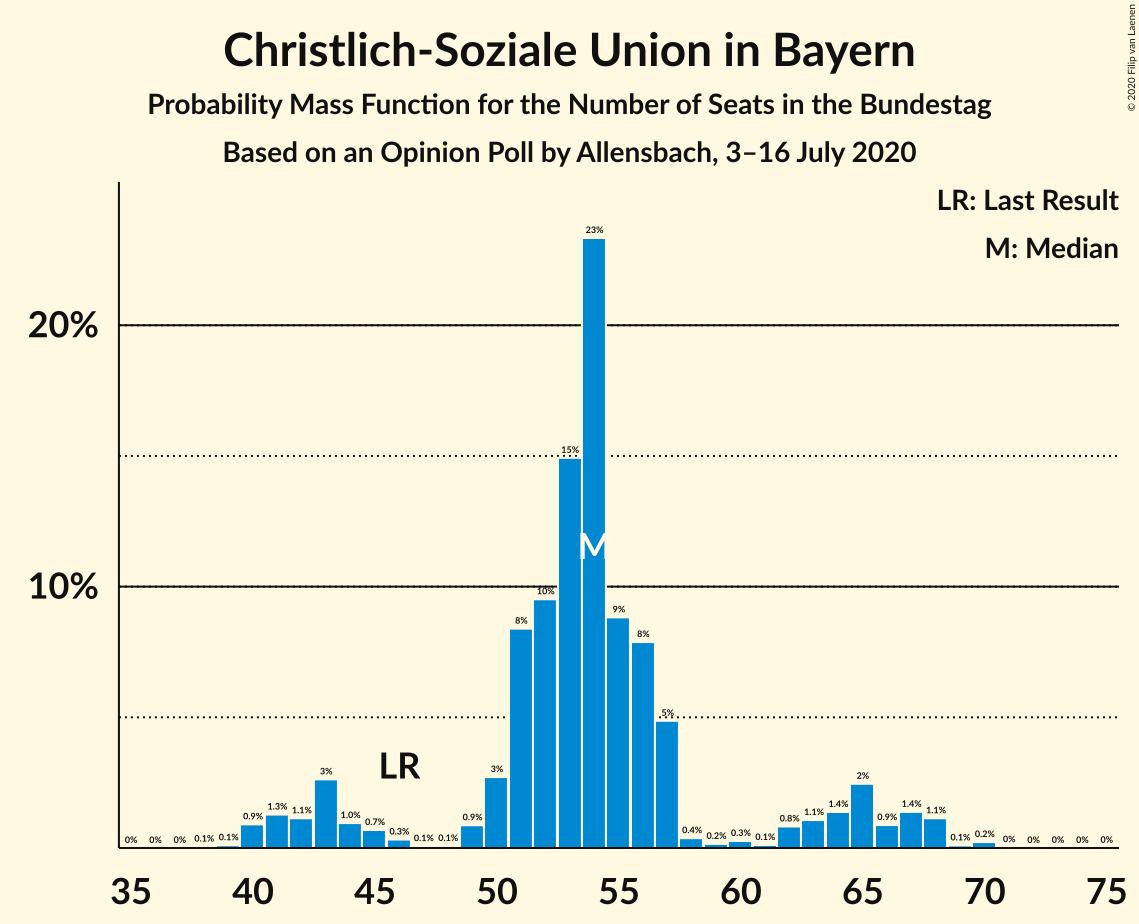 Christlich-Soziale Union in Bayern
Probability Mass Function for the Number of Seats in the Bundestag
Based on an Opinion Poll by Allensbach, 3–16 July 2020
© 2020 Filip van Laenen
LR: Last Result
M: Median
20%
10%
0% 0% 0% 0.1% 0.1% 0.9% 1.3% 1.1% 3% 1.0% 0.7% 0.3% 0.1% 0.1% 0.9% 3% 8% 10% 15% 23% 9% 8% 5% 0.4% 0.2% 0.3% 0.1% 0.8% 1.1% 1.4% 2% 0.9% 1.4% 1.1% 0.1% 0.2% 0% 0% 0% 0% 0%
M
LR
35 40 45 50 55 60 65 70 75